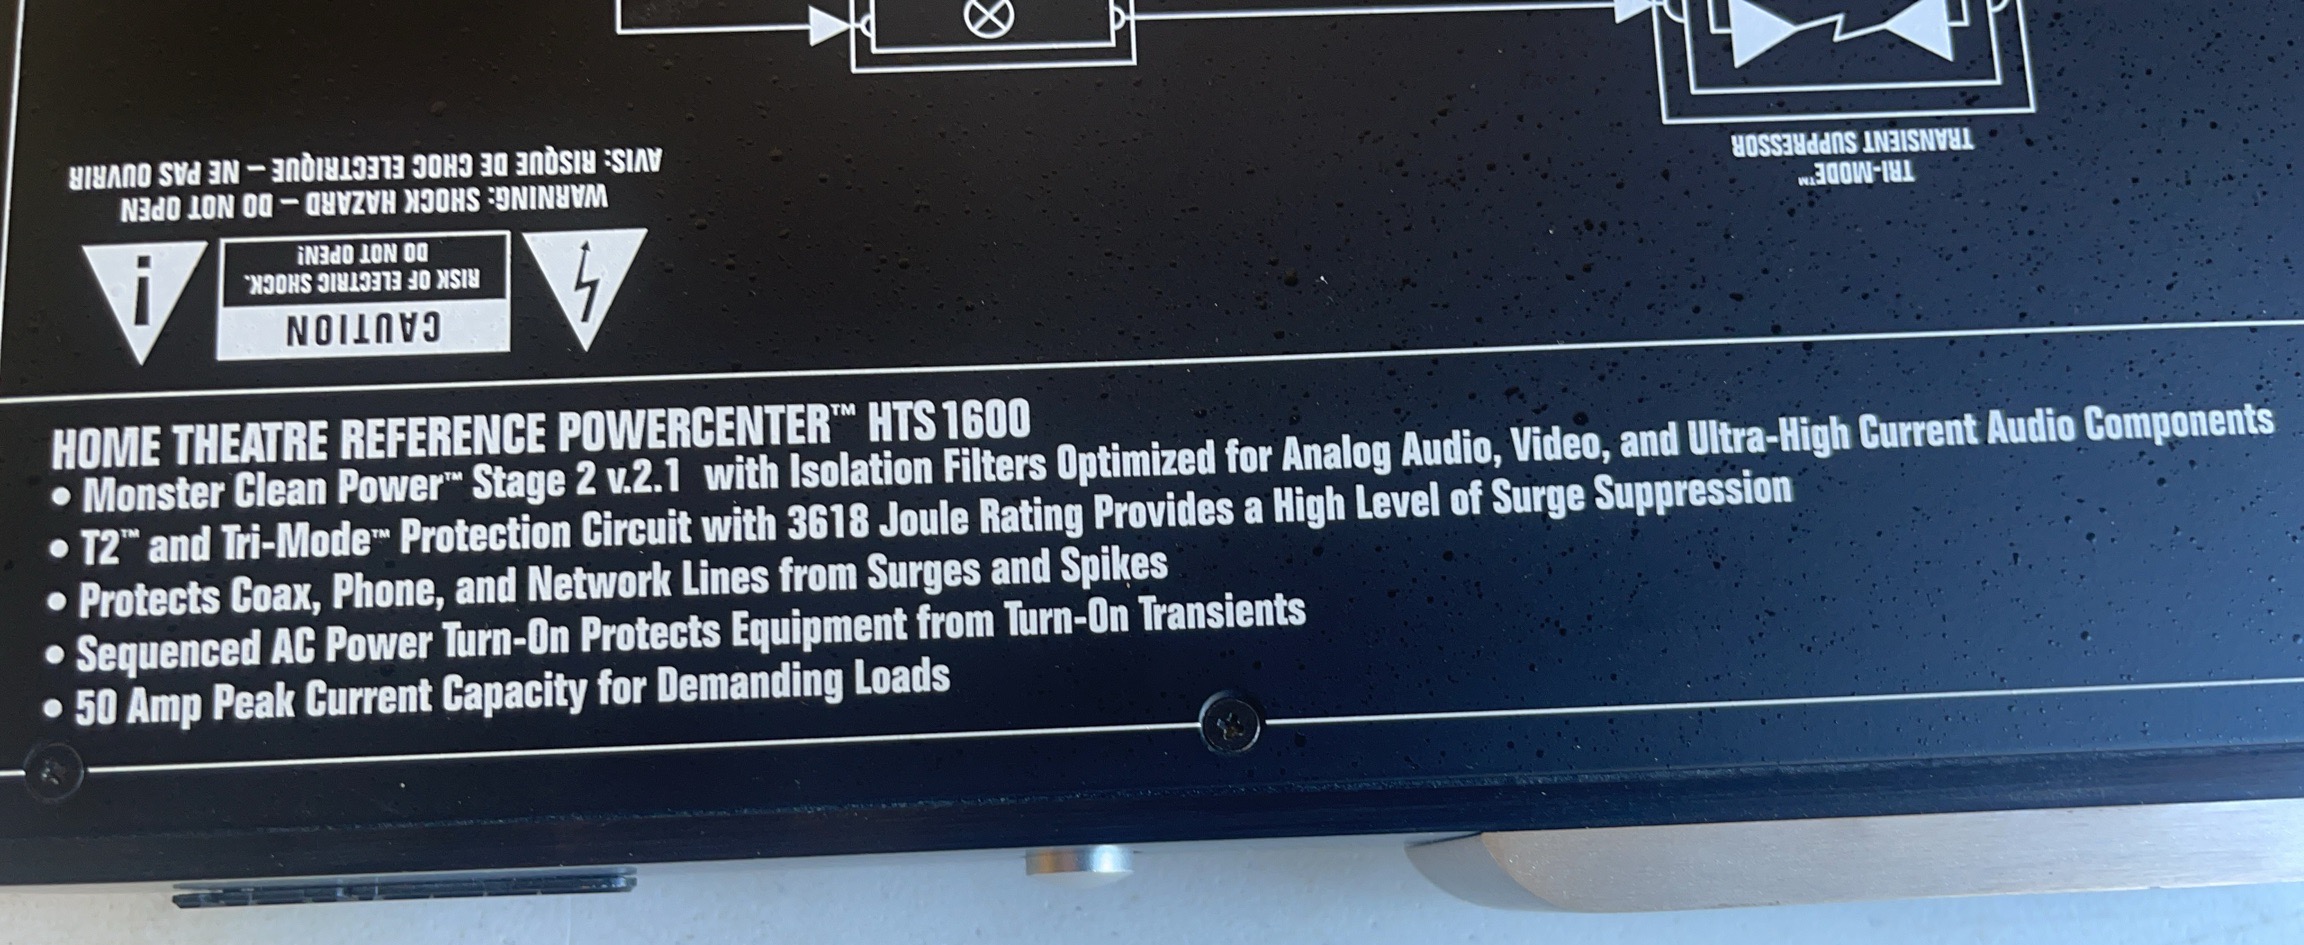 TRI-MODE™
TRANSIENT SUPPRESSOR
AVIS: RISQUE DE CHOC ELECTRIQUE – NE PAS OUVRIR
WARNING: SHOCK HAZARD – DO NOT OPEN
CAUTION
RISK OF ELECTRIC SHOCK.
DO NOT OPEN!
i
HOME THEATRE REFERENCE POWERCENTER™ HTS 1600
• Monster Clean Power™ Stage 2 v.2.1 with Isolation Filters Optimized for Analog Audio, Video, and Ultra-High Current Audio Components
• T2™ and Tri-Mode™ Protection Circuit with 3618 Joule Rating Provides a High Level of Surge Suppression
• Protects Coax, Phone, and Network Lines from Surges and Spikes
• Sequenced AC Power Turn-On Protects Equipment from Turn-On Transients
• 50 Amp Peak Current Capacity for Demanding Loads